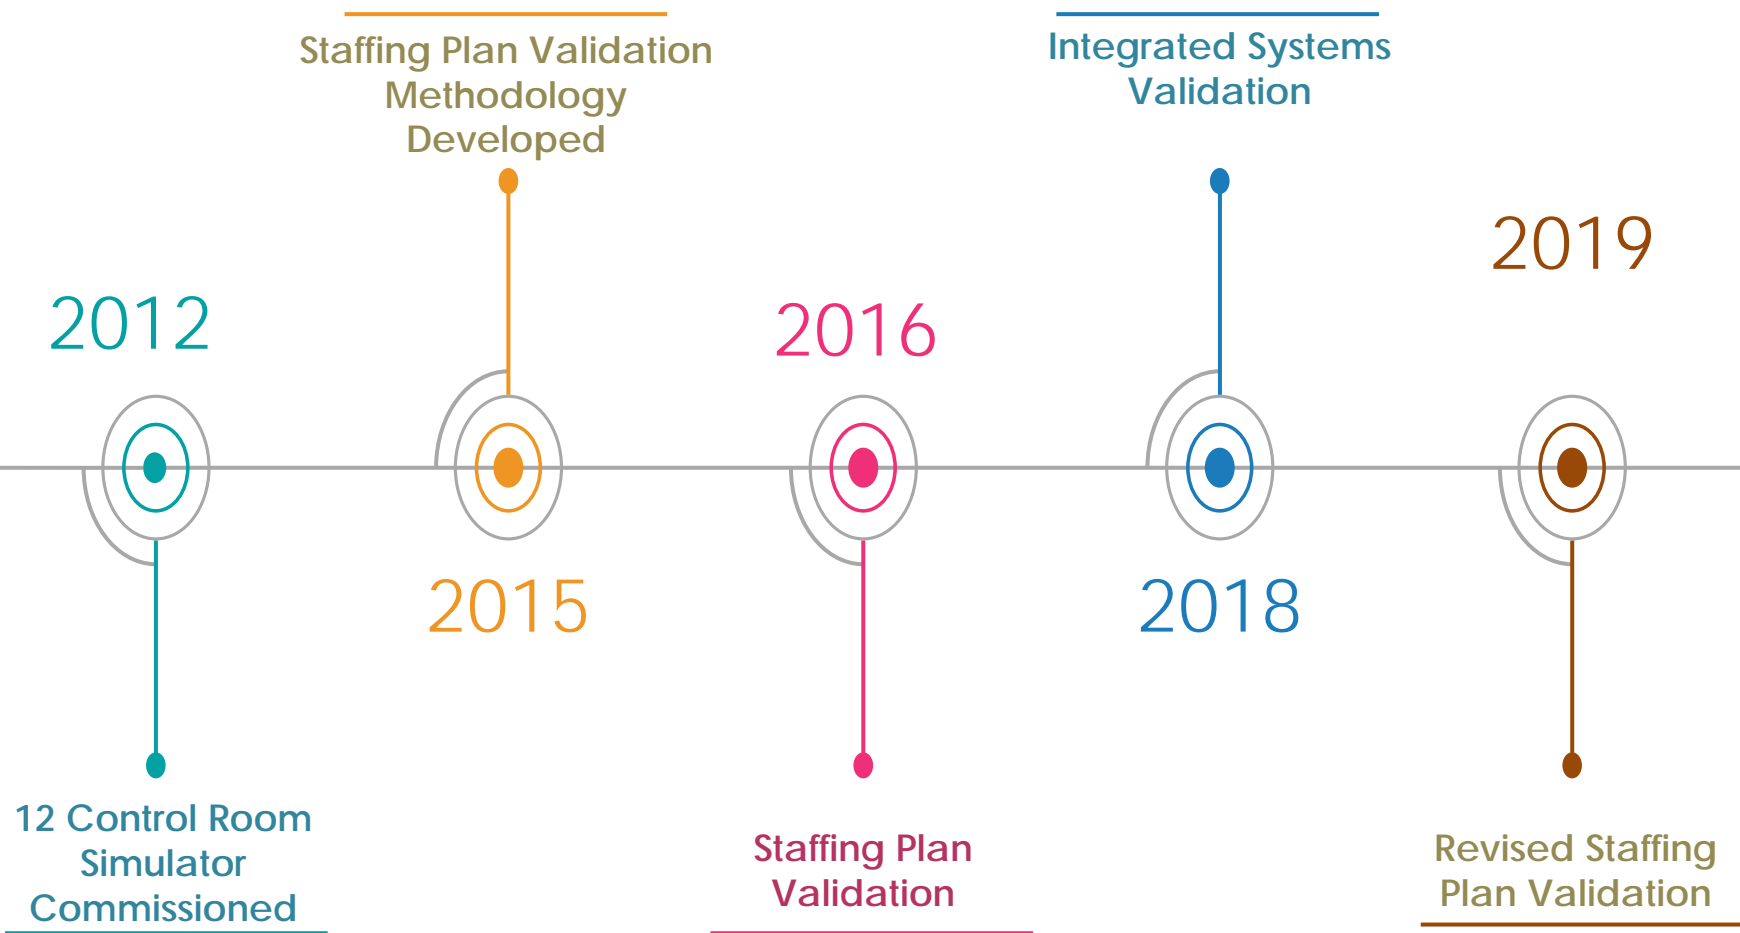 2012
12 Control Room
Simulator
Commissioned
Staffing Plan Validation
Methodology
Developed
2015
2016
Staffing Plan
Validation
Integrated Systems
Validation
2018
2019
Revised Staffing
Plan Validation